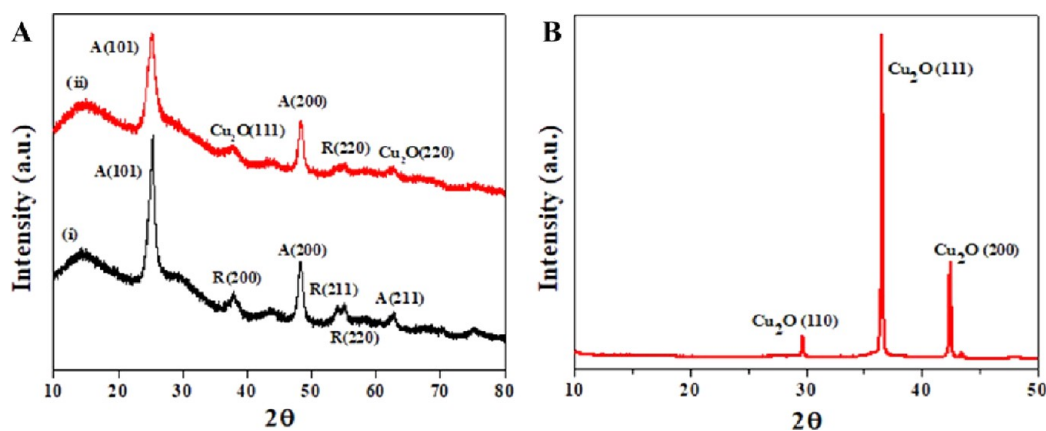 A
Intensity (a.u.)
(ii)
A(101)
Cu₂O(111)
A(200)
R(220)
Cu₂O(220)
(i)
A(101)
R(200)
A(200)
R(211)
R(220)
A(211)
10 20 30 40 50 60 70 80
2θ
B
Intensity (a.u.)
Cu₂O (110)
Cu₂O (111)
Cu₂O (200)
10 20 30 40 50
2θ